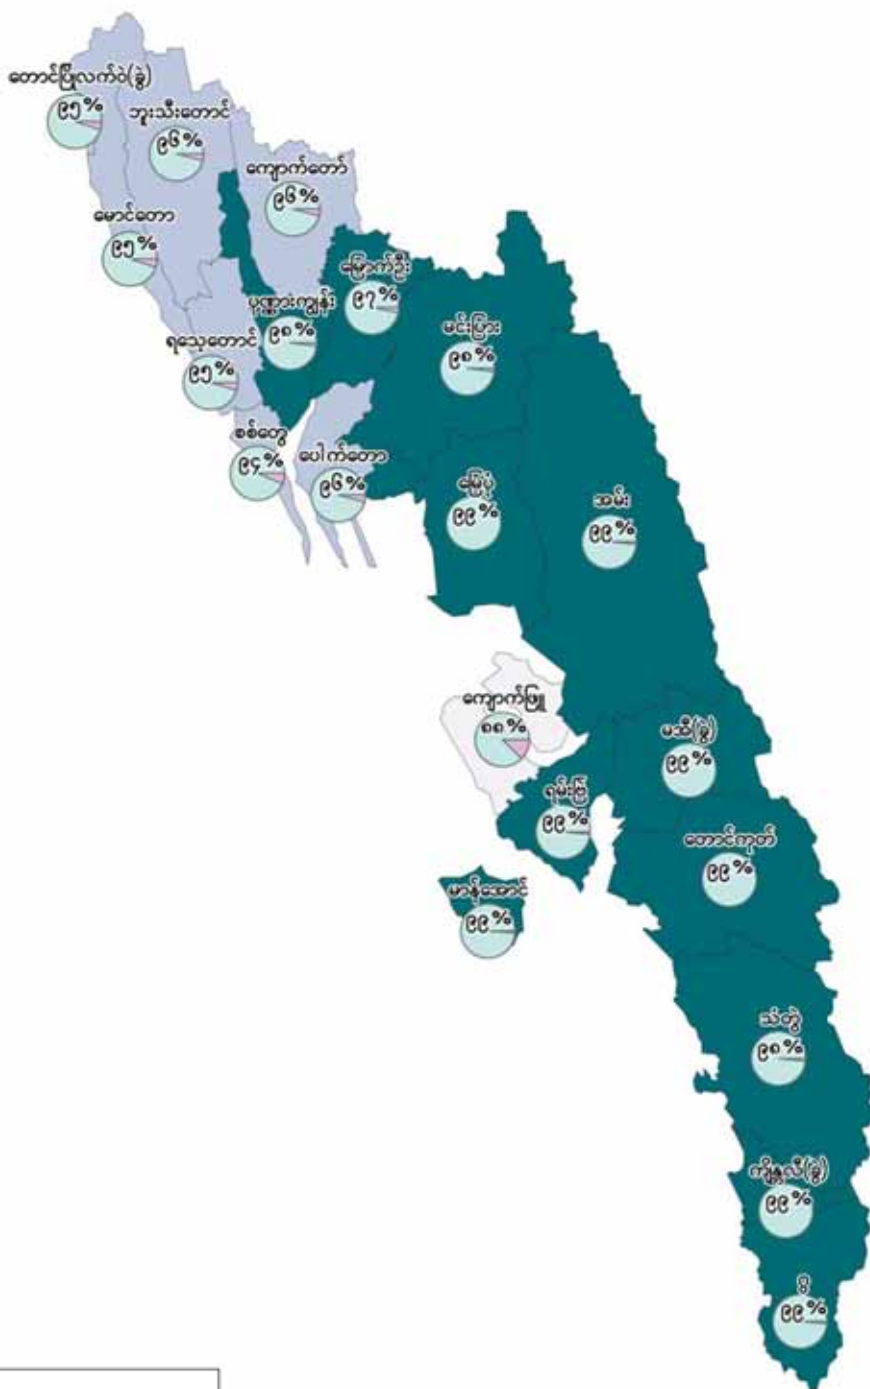 တောင်ပြိုလက်ဝဲ(ခွဲ)
၉၅%
ဘူးသီးတောင်
၉၆%
ကျောက်တော်
၉၆%
မောင်တော
၉၅%
မြောက်ဦး
၉၇%
ပုဏ္ဏားကျွန်း
၉၈%
မင်းပြား
၉၈%
ရသေ့တောင်
၉၅%
စစ်တွေ
၉၄%
ပေါက်တော
၉၆%
မြေပုံ
၉၉%
အမ်း
၉၉%
ကျောက်ဖြူ
၈၈%
မအီ(ခွဲ)
၉၉%
ရမ်းဗြဲ
၉၉%
တောင်ကုတ်
၉၉%
မာန်အောင်
၉၉%
သံတွဲ
၉၈%
ကျိန္တလီ(ခွဲ)
၉၉%
ဂွ
၉၉%